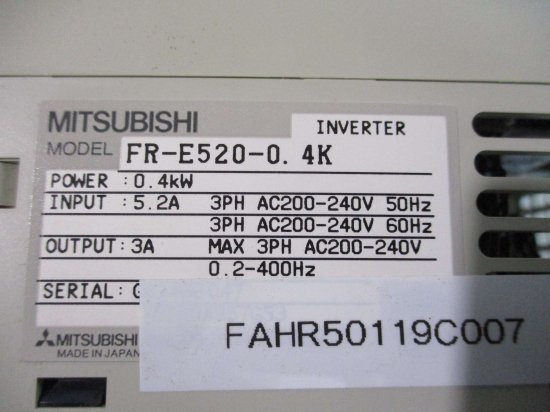 MITSUBISHI INVERTER
MODEL FR-E520-0.4K
POWER : 0.4kW
INPUT : 5.2A 3PH AC200-240V 50Hz
3PH AC200-240V 60Hz
OUTPUT: 3A MAX 3PH AC200-240V
0.2-400Hz
SERIAL:
MITSUBISHI
MADE IN JAPAN
FAHR50119C007